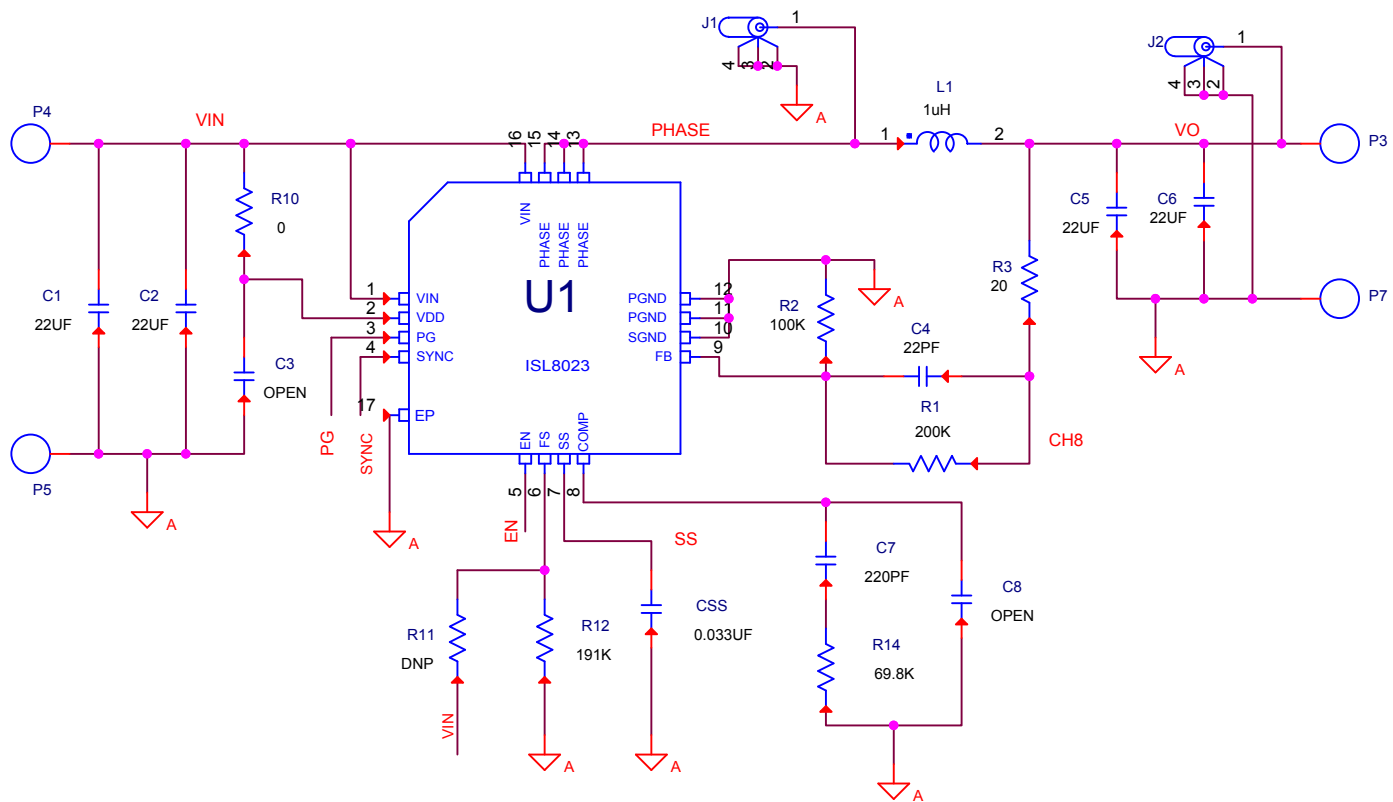 J1
1
4
3
2
A
J2
1
4
3
2
P4
VIN
16
15
14
13
PHASE
1
L1
1uH
2
VO
P3
R10
0
VIN
PHASE
PHASE
PHASE
U1
ISL8023
C1
22UF
C2
22UF
C3
OPEN
1
VIN
2
VDD
3
PG
4
SYNC
17
EP
PGND
12
PGND
11
SGND
10
FB
9
A
R2
100K
C4
22PF
R1
200K
R3
20
CH8
C5
22UF
C6
22UF
P7
A
P5
A
PG
SYNC
A
EN
FS
SS
COMP
5
6
7
8
EN
SS
R11
DNP
VIN
R12
191K
A
CSS
0.033UF
A
C7
220PF
R14
69.8K
C8
OPEN
A